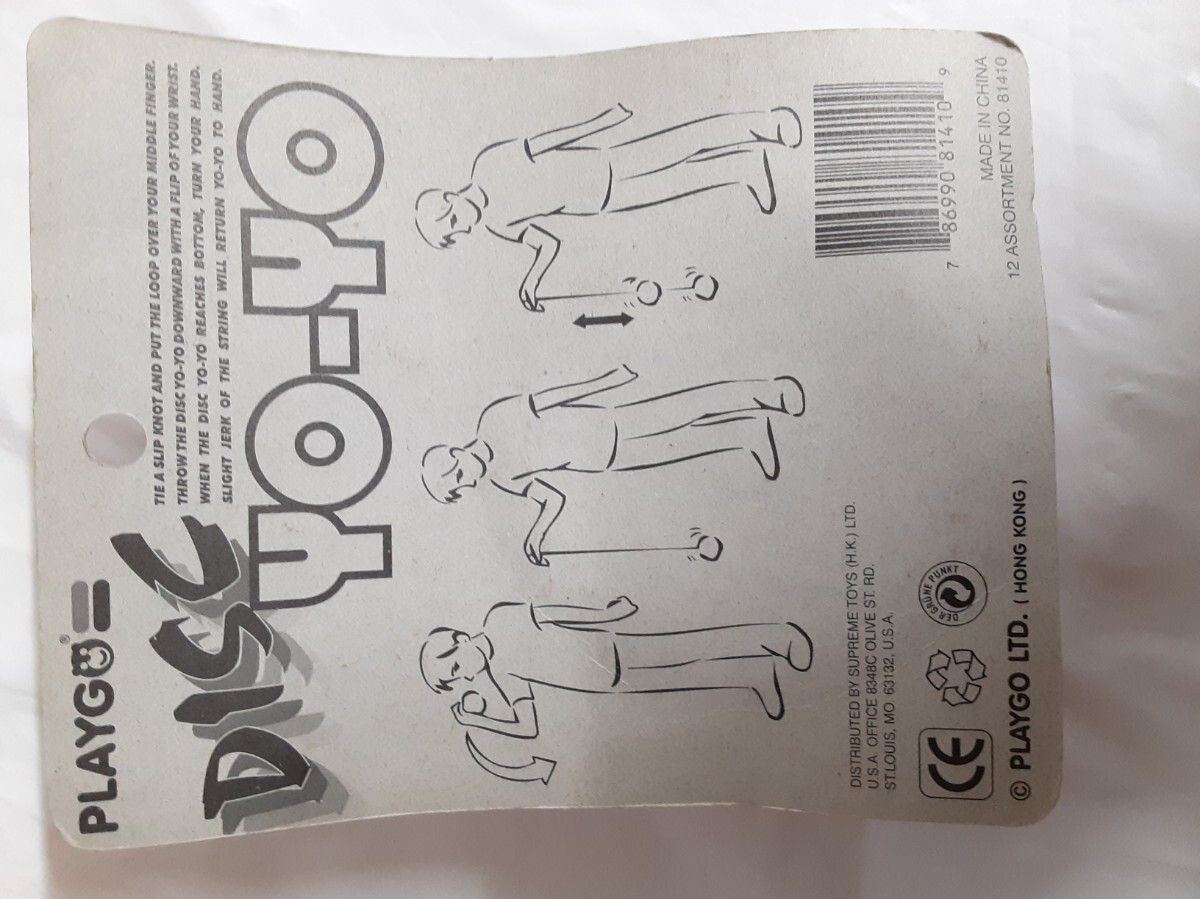 PLAYGO®
DISC
YO-YO
TIE A SLIP KNOT AND PUT THE LOOP OVER YOUR MIDDLE FINGER.
THROW THE DISC YO-YO DOWNWARD WITH A FLIP OF YOUR WRIST.
WHEN THE DISC YO-YO REACHES BOTTOM, TURN YOUR HAND.
SLIGHT JERK OF THE STRING WILL RETURN YO-YO TO HAND.
DISTRIBUTED BY SUPREME TOYS (H.K.) LTD.
U.S.A. OFFICE 8348C OLIVE ST. RD.
ST.LOUIS, MO. 63132, U.S.A.
CE
DER GRÜNE PUNKT
© PLAYGO LTD. ( HONG KONG )
7 86990 81410 9
MADE IN CHINA
12 ASSORTMENT NO. 81410